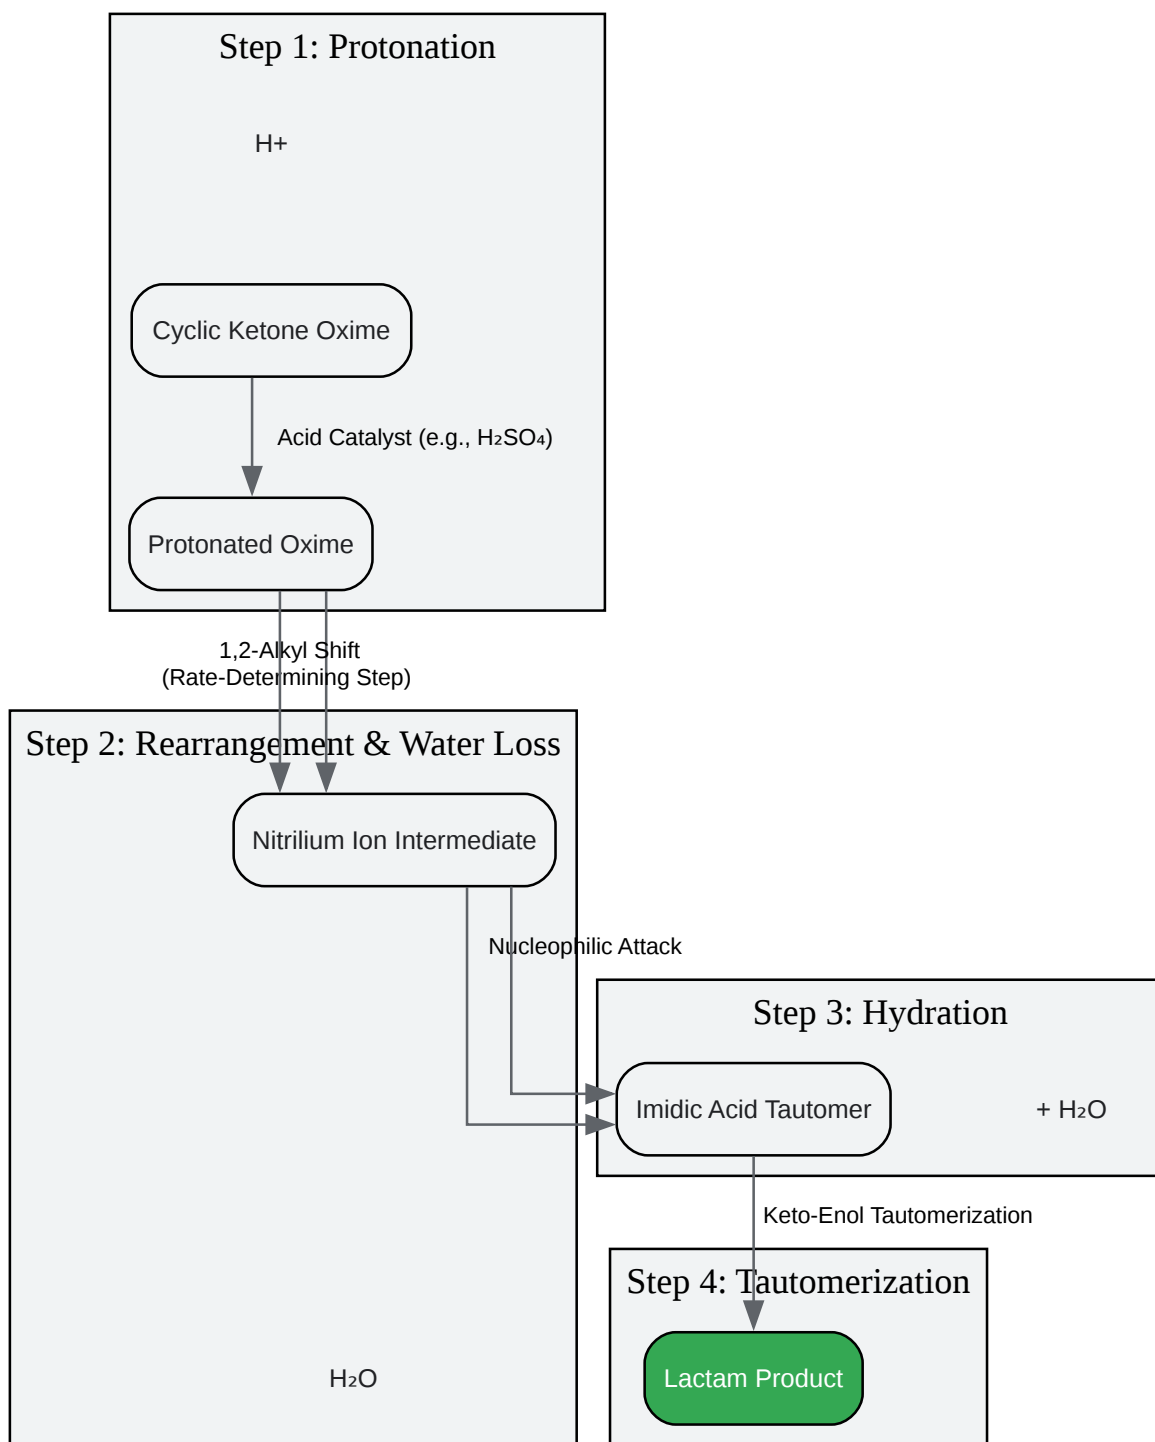 Step 1: Protonation
H+
Cyclic Ketone Oxime
Acid Catalyst (e.g., H₂SO₄)
Protonated Oxime
1,2-Alkyl Shift
(Rate-Determining Step)
Step 2: Rearrangement & Water Loss
Nitrilium Ion Intermediate
Nucleophilic Attack
Step 3: Hydration
Imidic Acid Tautomer
+ H₂O
Keto-Enol Tautomerization
Step 4: Tautomerization
Lactam Product
H₂O